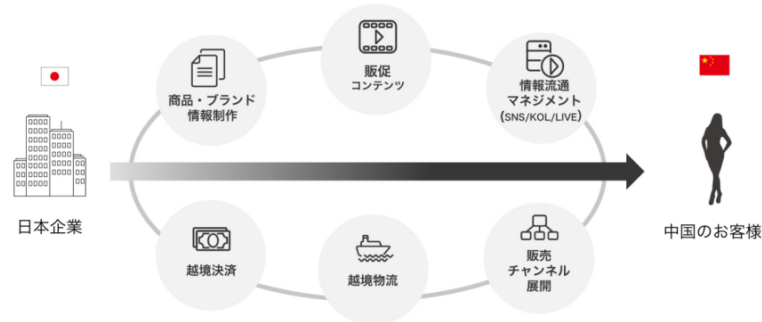 販促
コンテンツ
商品・ブランド
情報制作
情報流通
マネジメント
(SNS/KOL/LIVE)
日本企業
中国のお客様
越境決済
越境物流
販売
チャンネル
展開